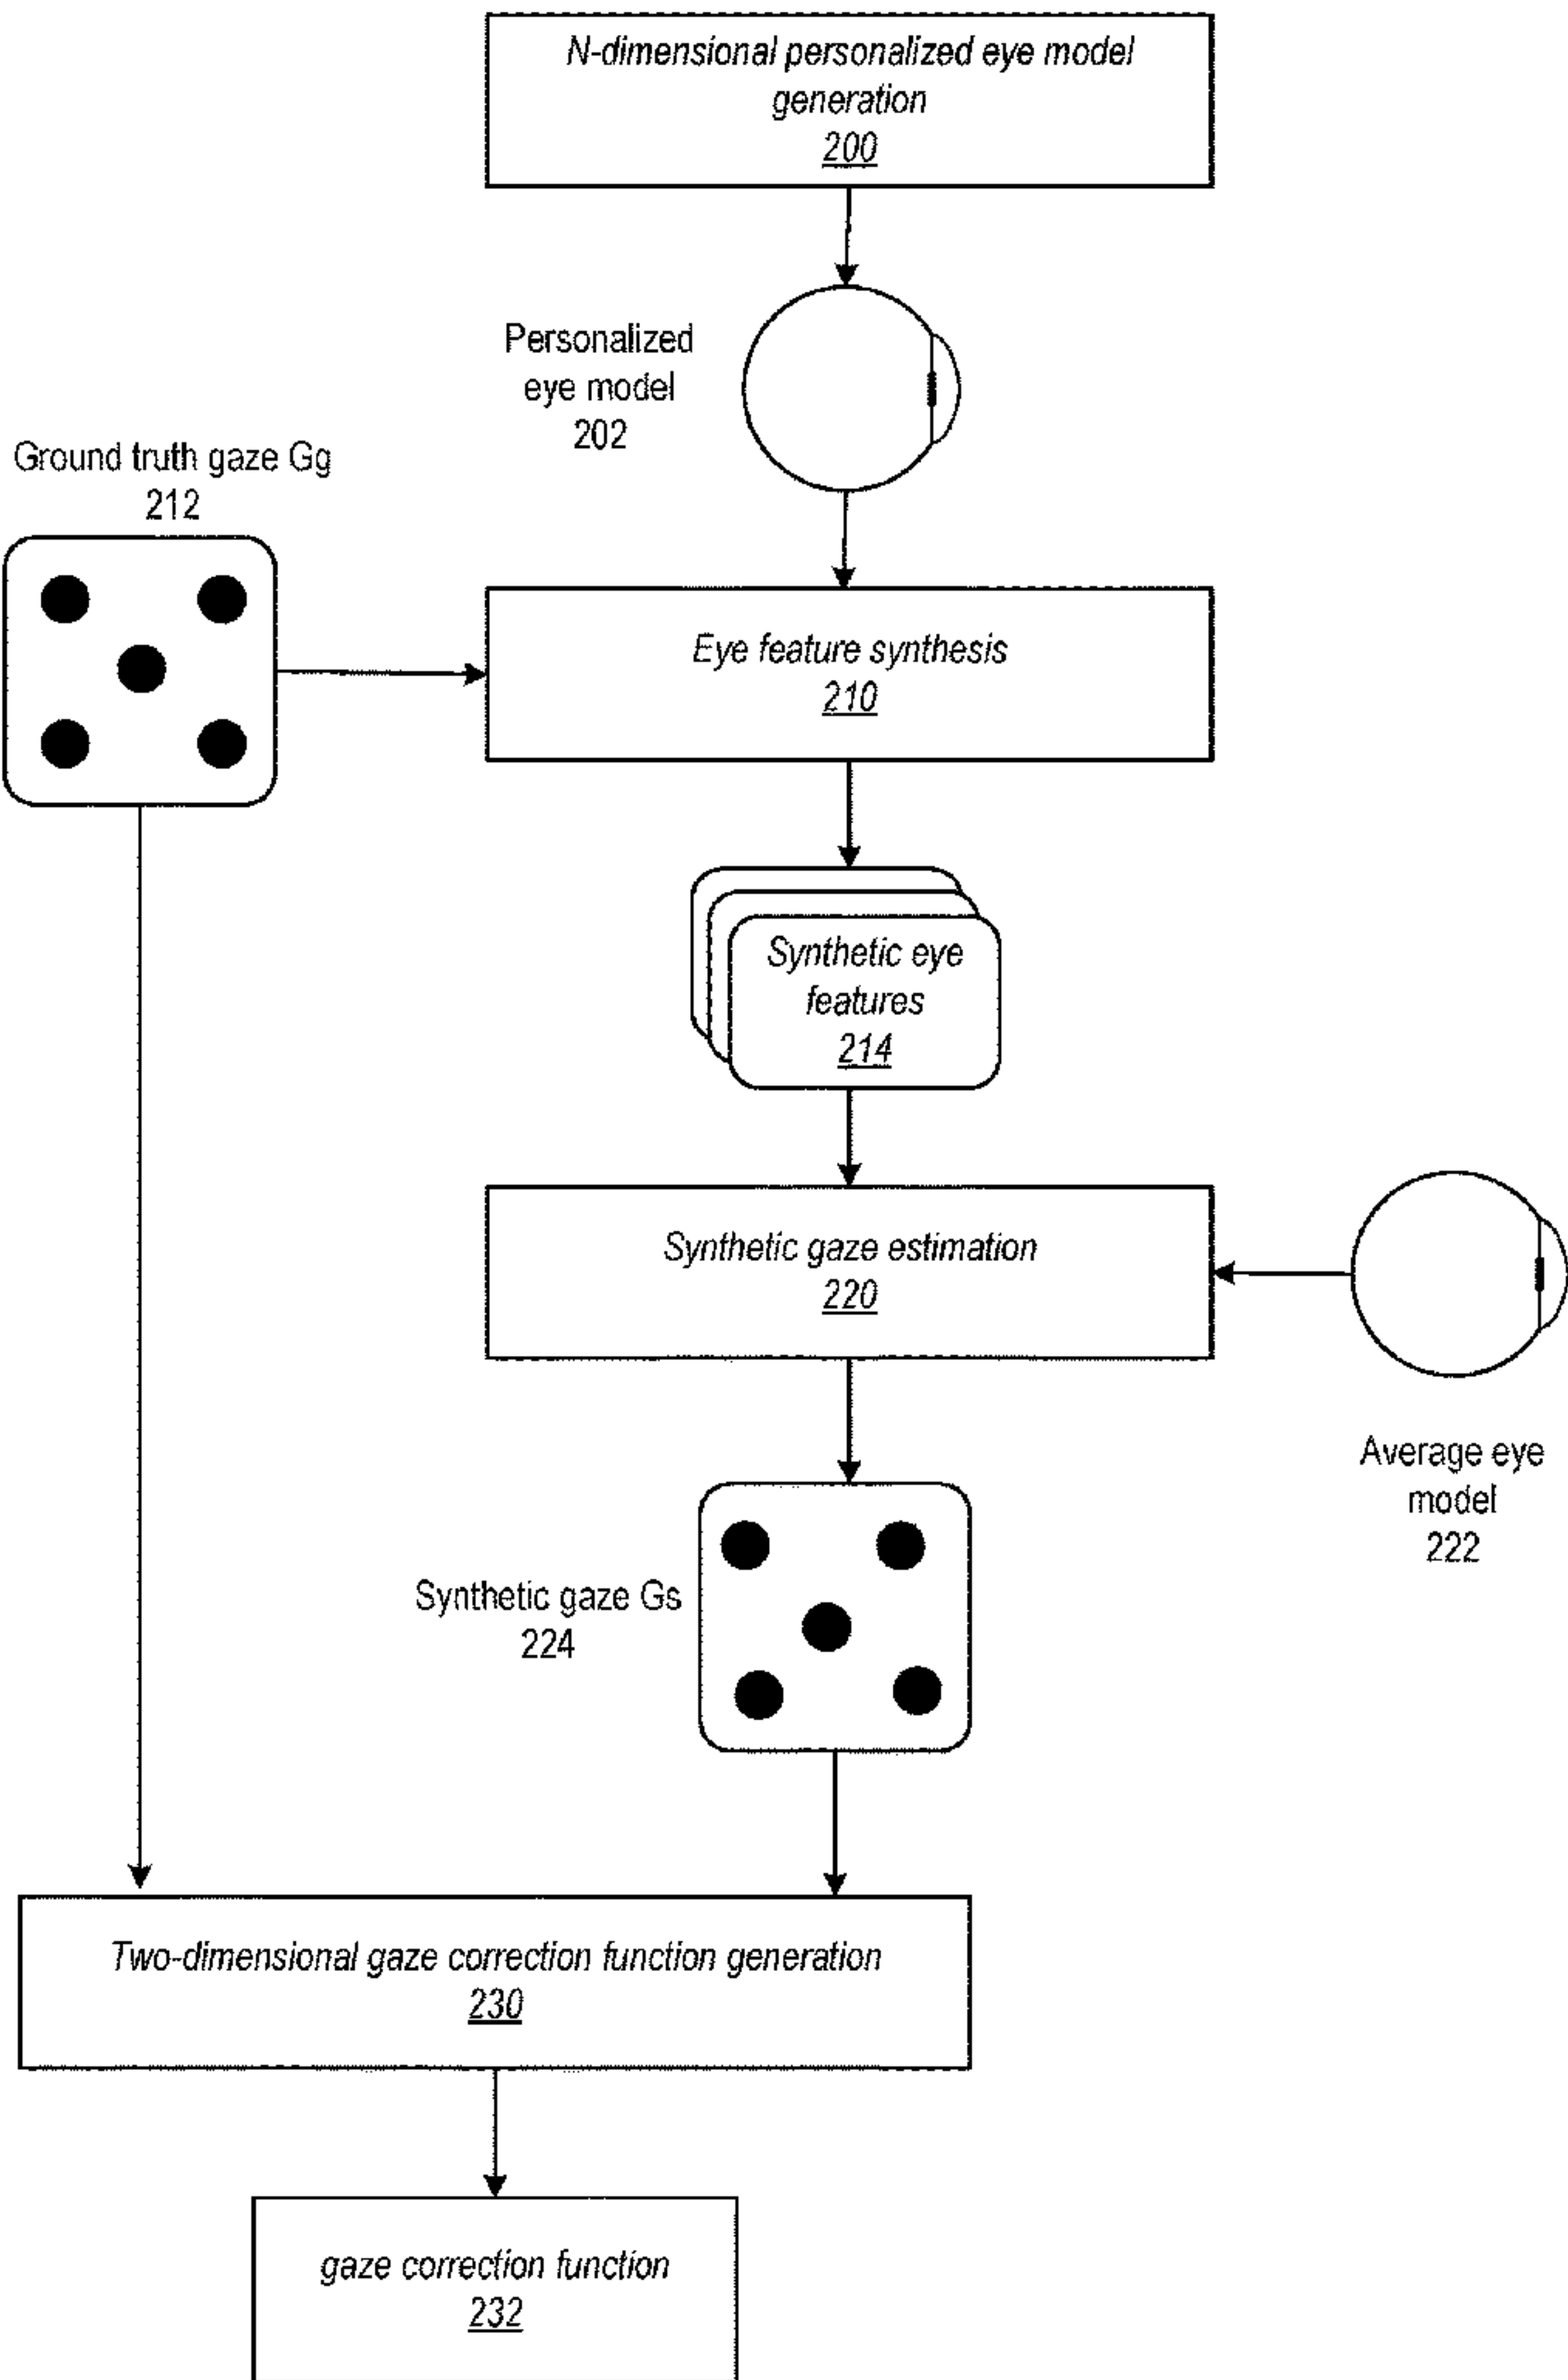 N-dimensional personalized eye model
generation
200
Personalized
eye model
202
Ground truth gaze Gg
212
Eye feature synthesis
210
Synthetic eye
features
214
Synthetic gaze estimation
220
Average eye
model
222
Synthetic gaze Gs
224
Two-dimensional gaze correction function generation
230
gaze correction function
232